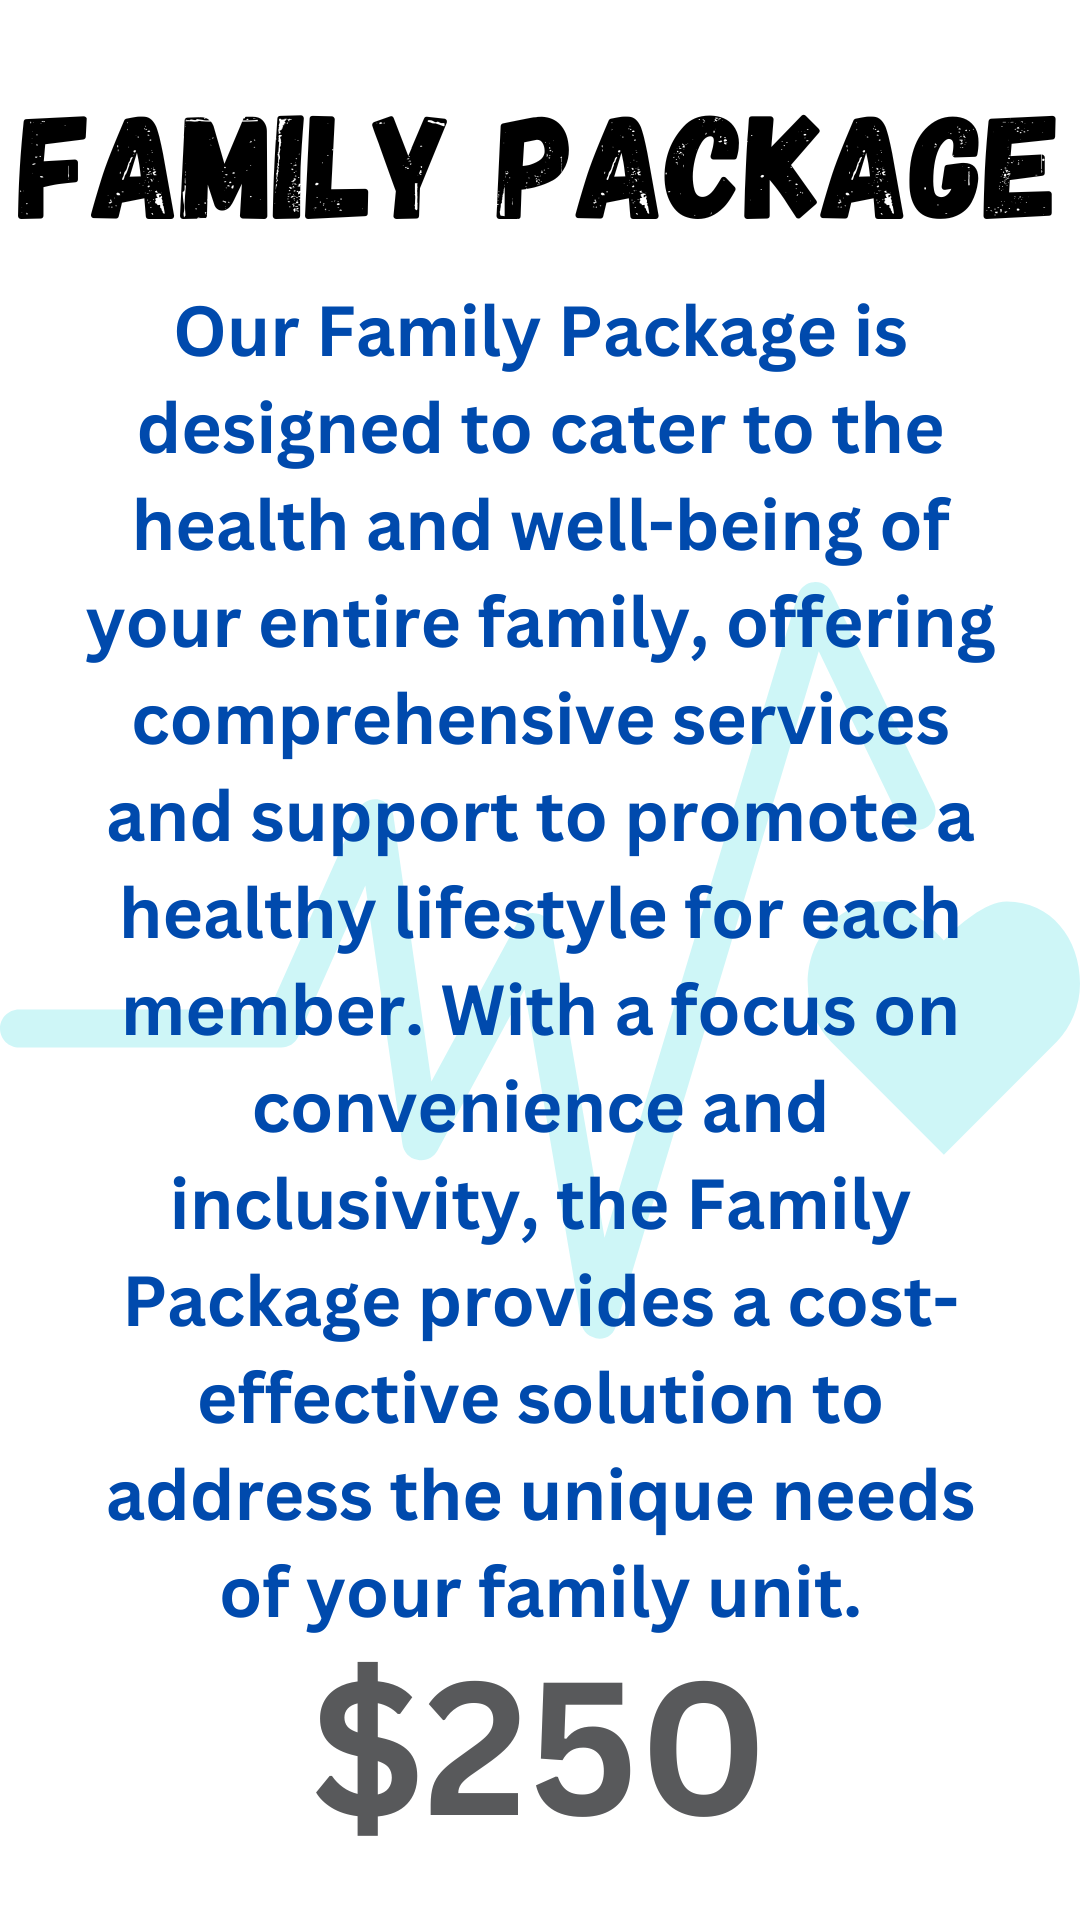 FAMILY PACKAGE
Our Family Package is
designed to cater to the
health and well-being of
your entire family, offering
comprehensive services
and support to promote a
healthy lifestyle for each
member. With a focus on
convenience and
inclusivity, the Family
Package provides a cost-
effective solution to
address the unique needs
of your family unit.
$250